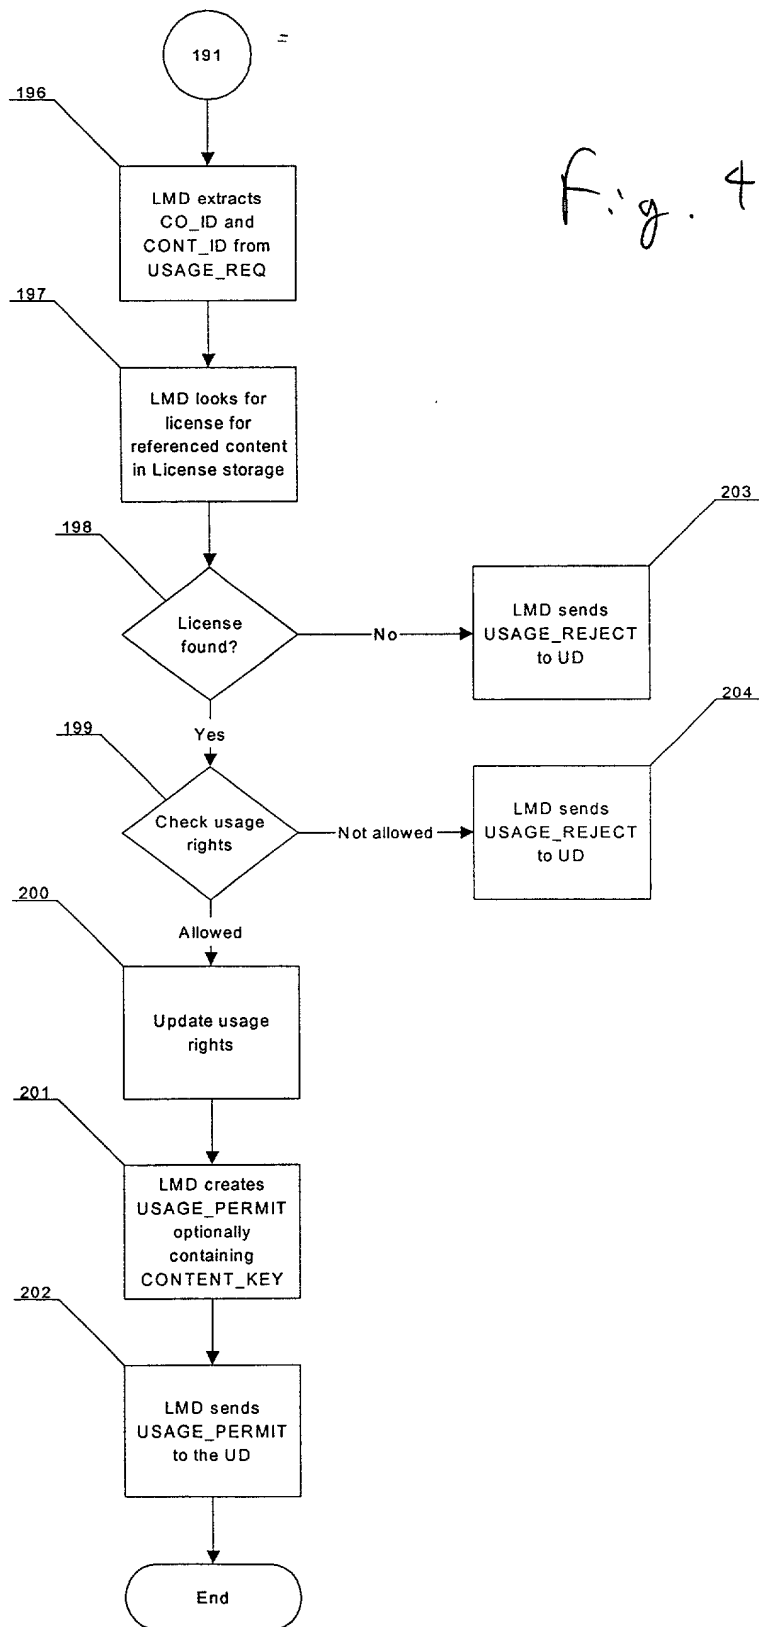 191
196
LMD extracts
CO_ID and
CONT_ID from
USAGE_REQ
Fig. 4
197
LMD looks for
license for
referenced content
in License storage
198
License
found?
No
203
LMD sends
USAGE_REJECT
to UD
Yes
199
Check usage
rights
Not allowed
204
LMD sends
USAGE_REJECT
to UD
Allowed
200
Update usage
rights
201
LMD creates
USAGE_PERMIT
optionally
containing
CONTENT_KEY
202
LMD sends
USAGE_PERMIT
to the UD
End